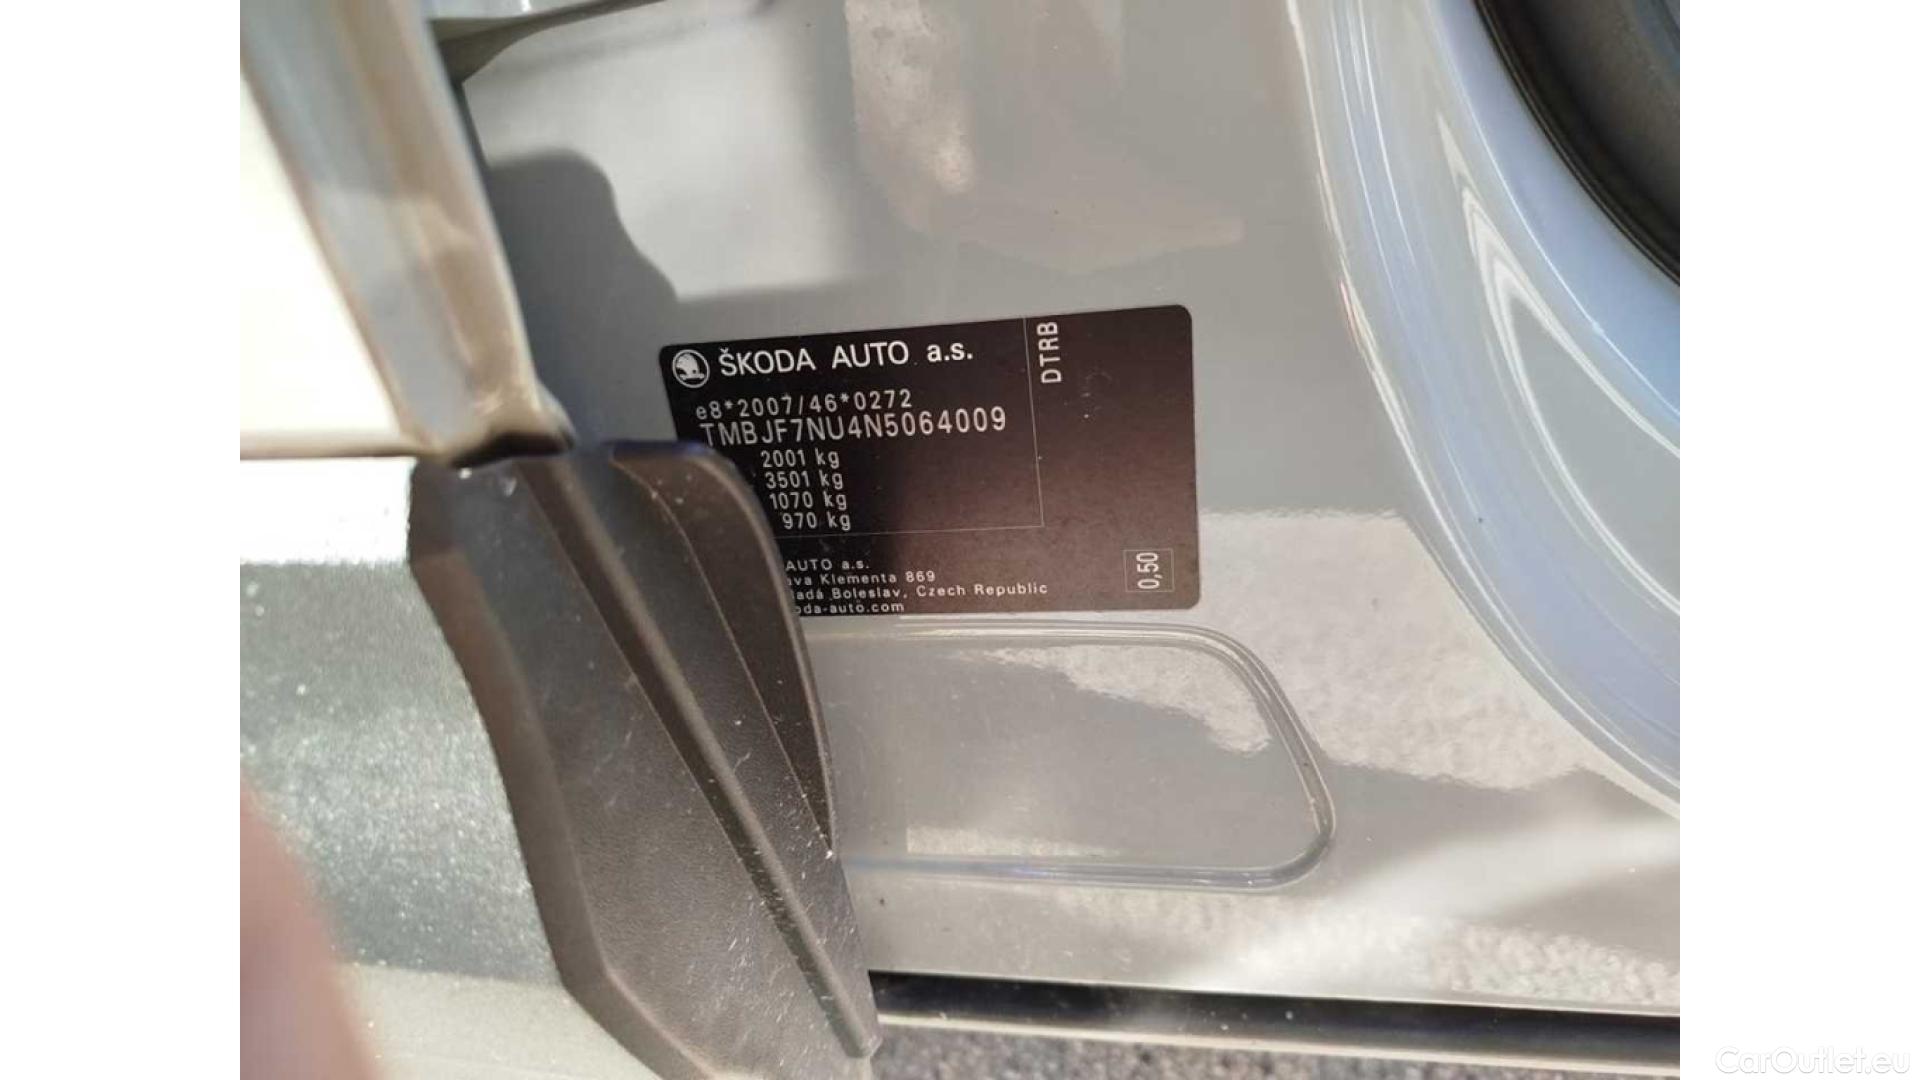 ŠKODA AUTO a.s.
DTRB
e8*2007/46*0272
TMBJF7NU4N5064009
2001 kg
3501 kg
1070 kg
970 kg
AUTO a.s.
Klementa 869
Boleslav, Czech Republic
0,50
CarOutlet.eu